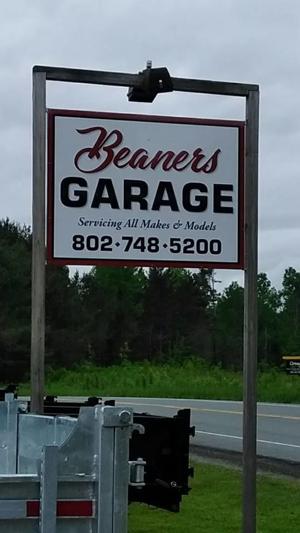 Beaners
GARAGE
Servicing All Makes & Models
802•748•5200